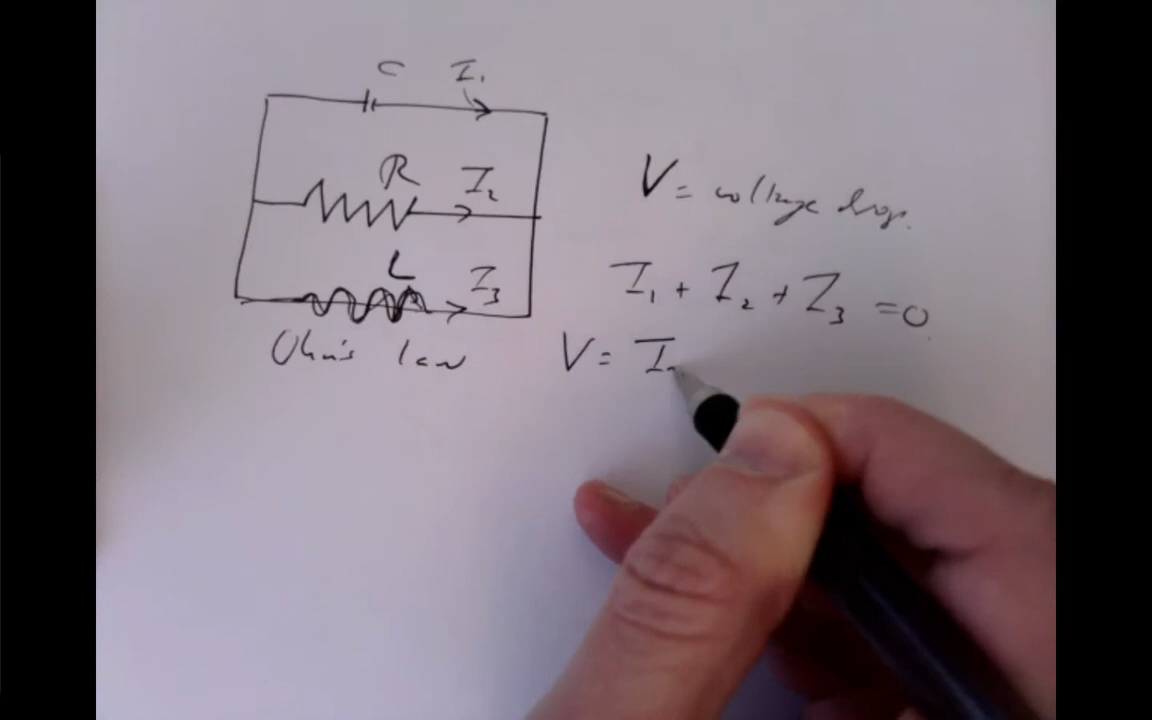 C I₁
R I₂
V = voltage drop.
L I₃
I₁ + I₂ + I₃ = 0
Ohm's law V = I